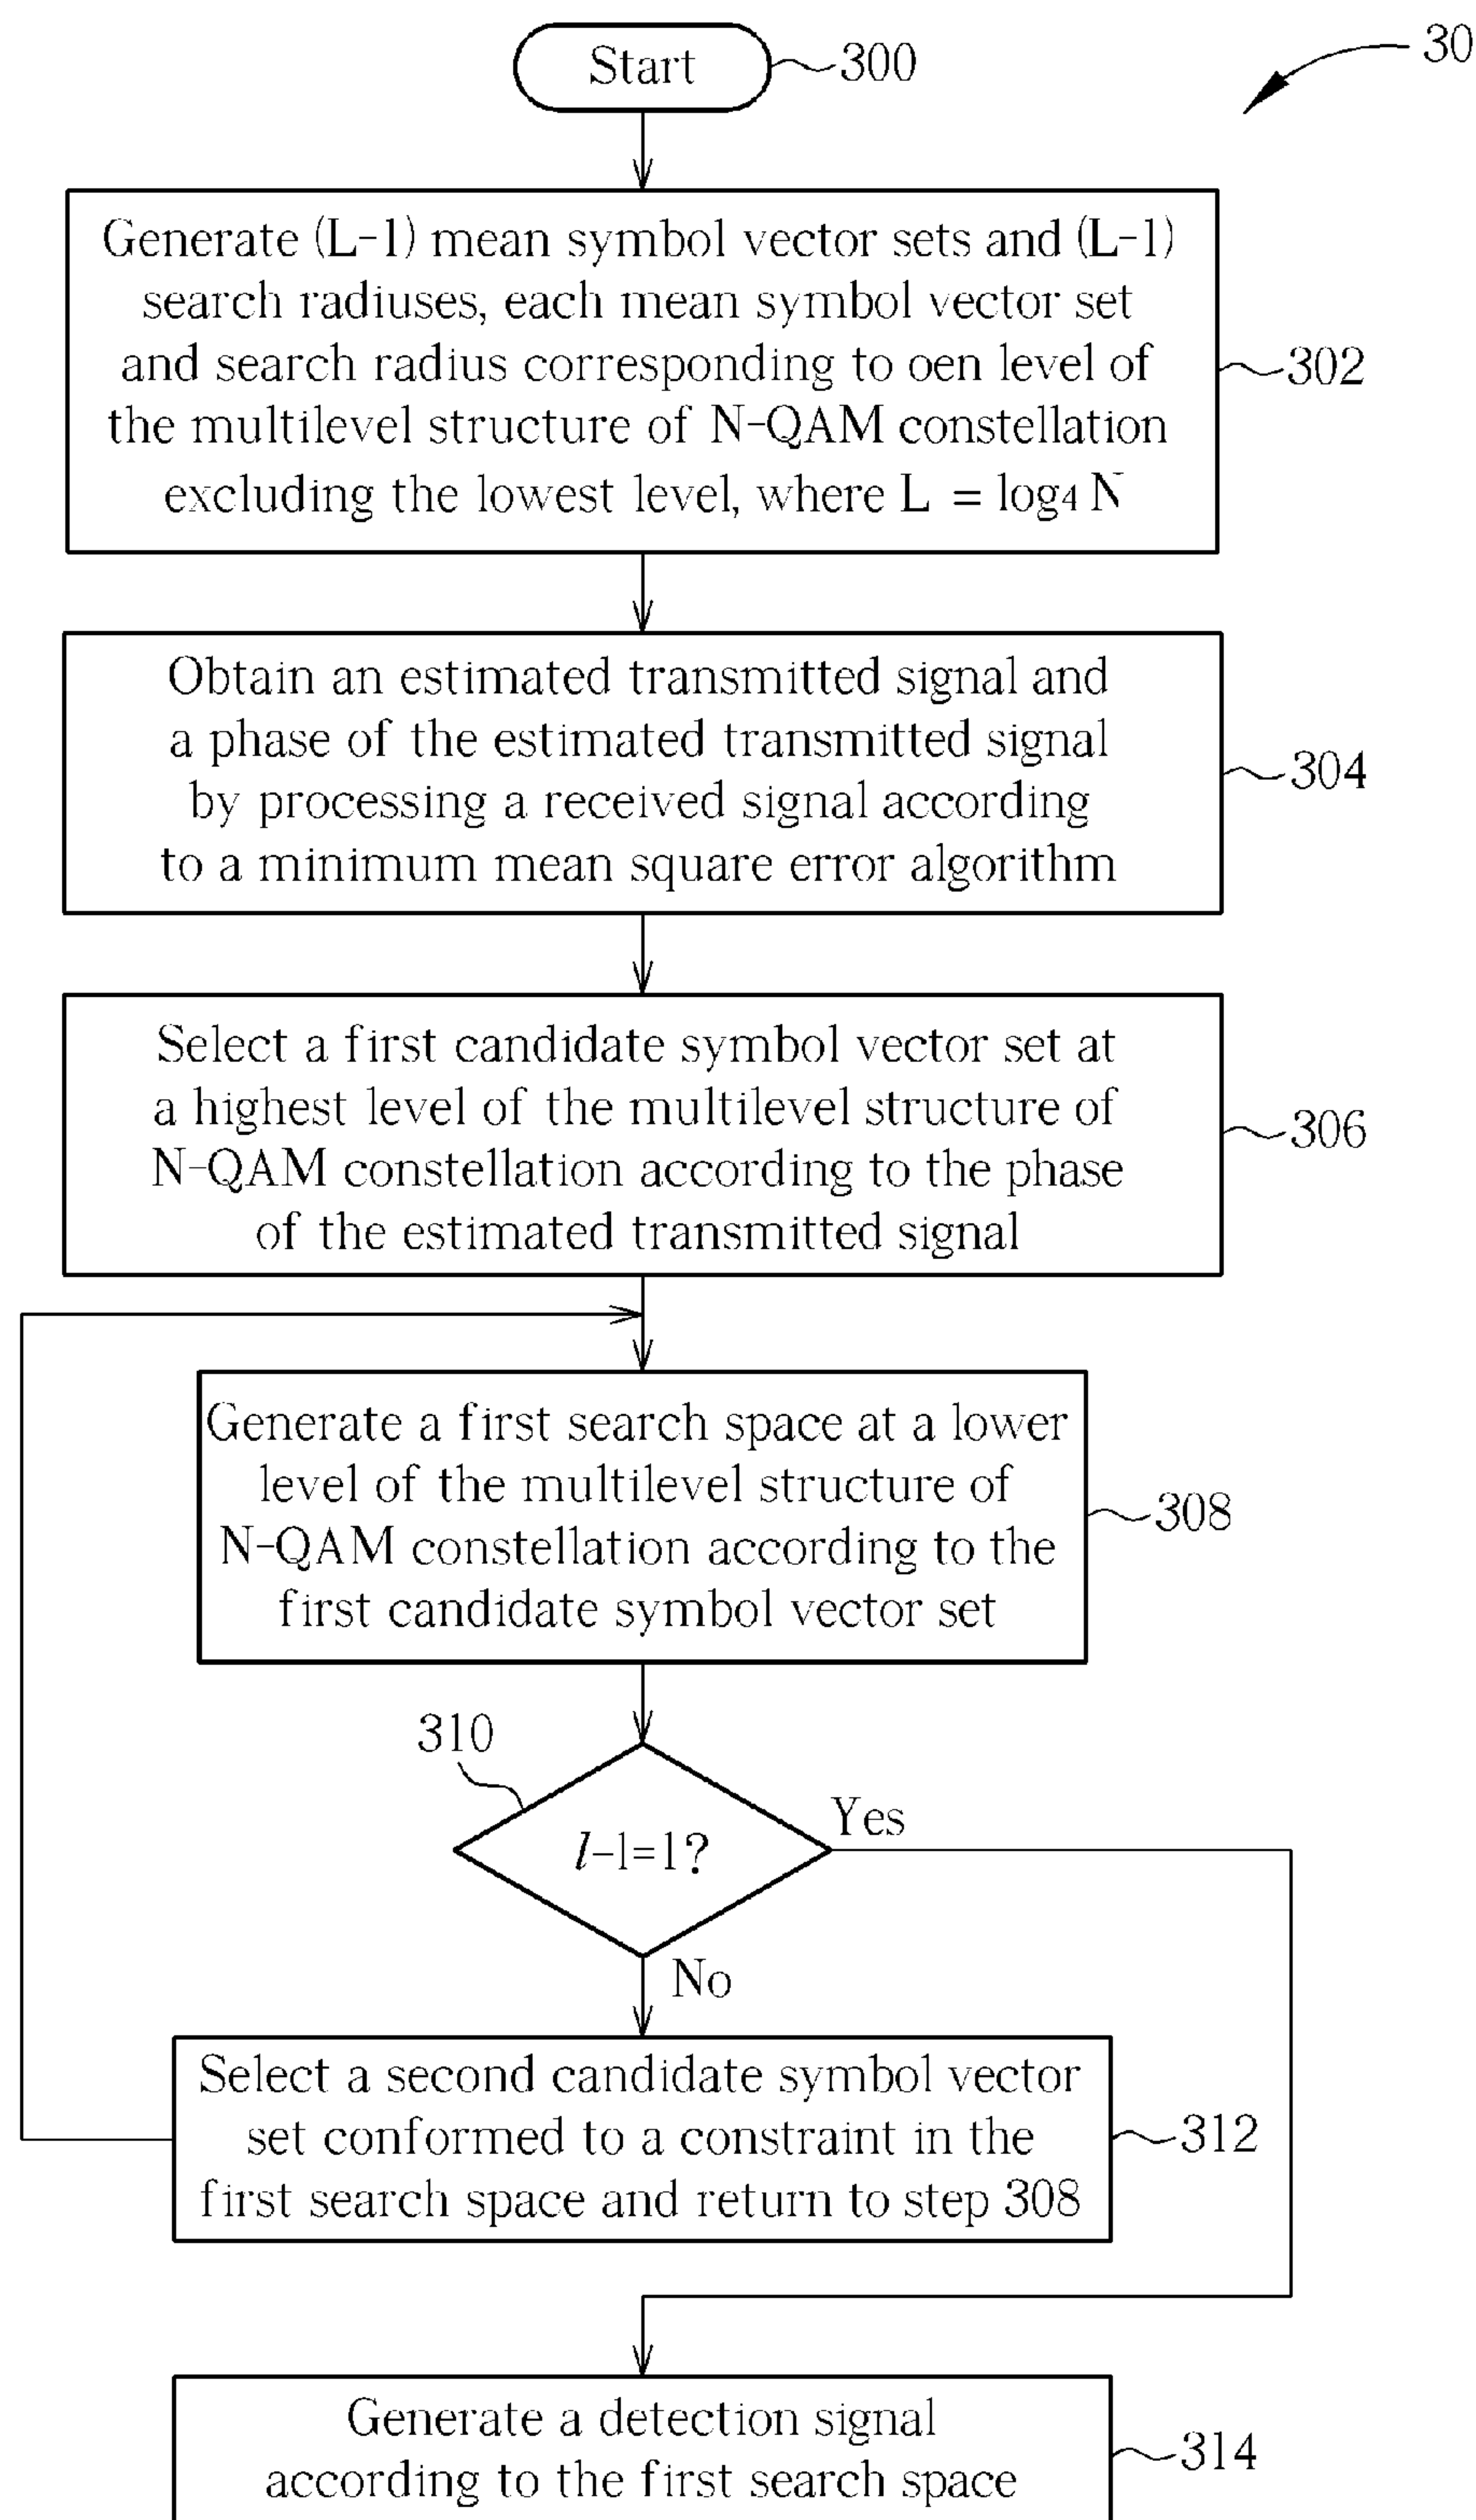 30
Start
300
Generate (L-1) mean symbol vector sets and (L-1)
search radiuses, each mean symbol vector set
and search radius corresponding to oen level of
the multilevel structure of N-QAM constellation
excluding the lowest level, where L = log₄ N
302
Obtain an estimated transmitted signal and
a phase of the estimated transmitted signal
by processing a received signal according
to a minimum mean square error algorithm
304
Select a first candidate symbol vector set at
a highest level of the multilevel structure of
N-QAM constellation according to the phase
of the estimated transmitted signal
306
Generate a first search space at a lower
level of the multilevel structure of
N-QAM constellation according to the
first candidate symbol vector set
308
310
l-1=1?
Yes
No
Select a second candidate symbol vector
set conformed to a constraint in the
first search space and return to step 308
312
Generate a detection signal
according to the first search space
314